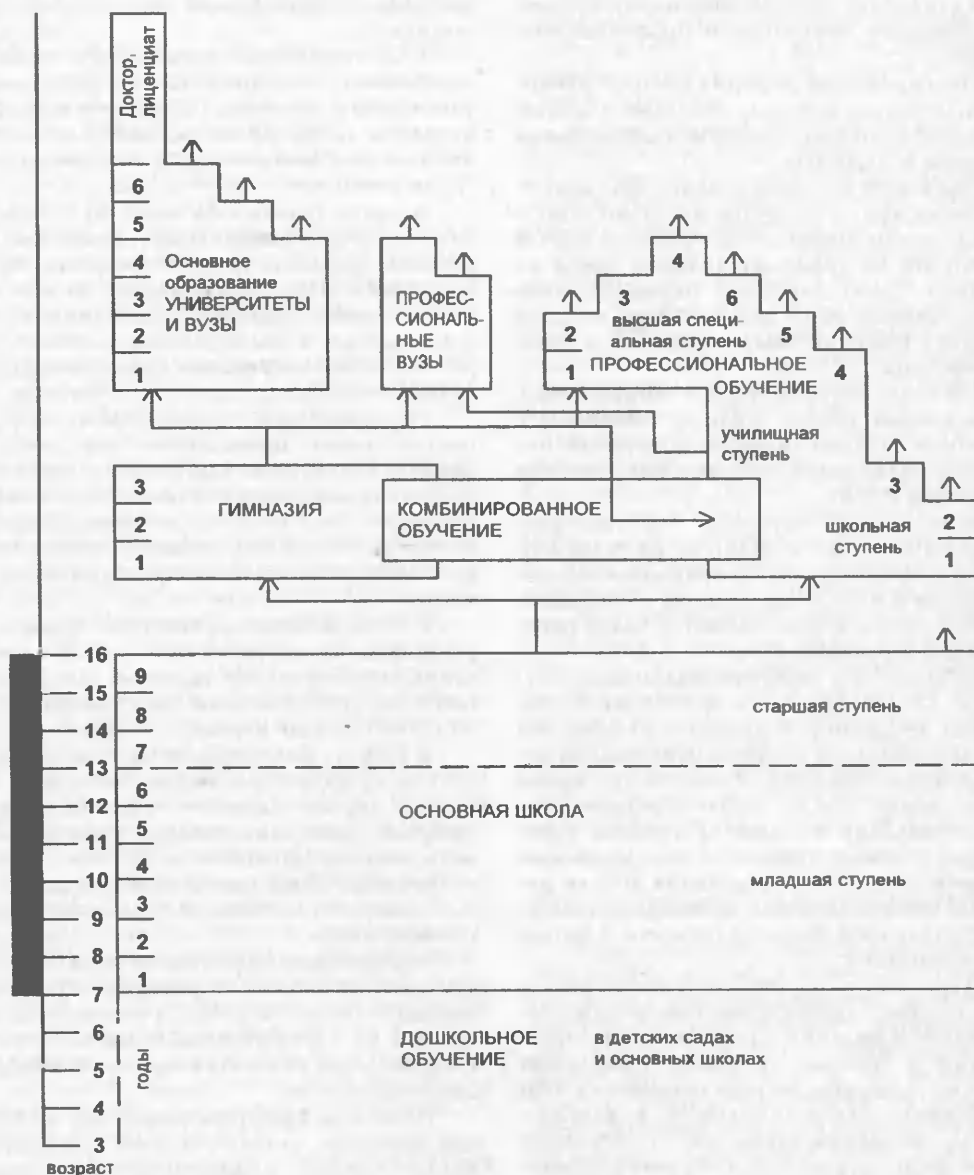 Доктор,
лиценциат
6
5
4
3
2
1
Основное
образование
УНИВЕРСИТЕТЫ
И ВУЗЫ
ПРОФЕС-
СИОНАЛЬ-
НЫЕ
ВУЗЫ
4
3
6
2
высшая специ-
альная ступень
5
1
ПРОФЕССИОНАЛЬНОЕ
ОБУЧЕНИЕ
4
училищная
ступень
3
школьная
ступень
2
1
3
2
1
ГИМНАЗИЯ
КОМБИНИРОВАННОЕ
ОБУЧЕНИЕ
16
15
14
13
12
11
10
9
8
7
6
5
4
3
возраст
9
8
7
6
5
4
3
2
1
годы
старшая ступень
ОСНОВНАЯ ШКОЛА
младшая ступень
ДОШКОЛЬНОЕ
ОБУЧЕНИЕ
в детских садах
и основных школах